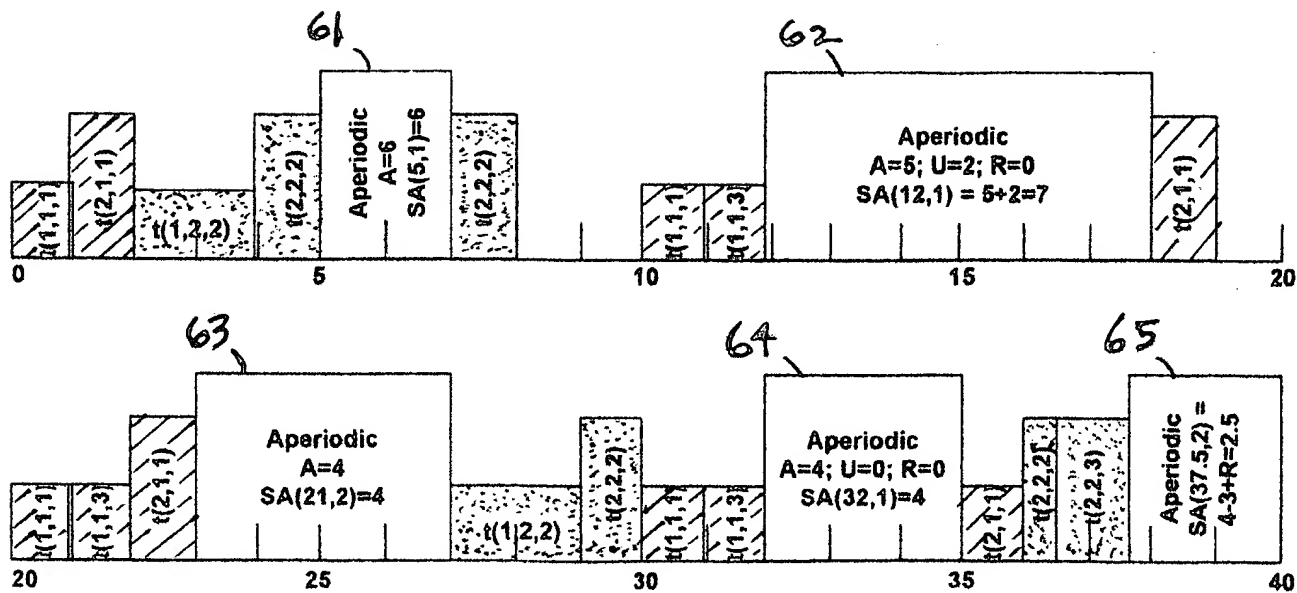 61
62
t(1,1,1)
t(2,1,1)
t(1,2,2)
t(2,2,2)
Aperiodic
A=6
SA(5,1)=6
t(2,2,2)
t(1,1,1)
t(1,1,3)
Aperiodic
A=5; U=2; R=0
SA(12,1) = 5+2=7
t(2,1,1)
0 5 10 15 20
63
64
65
t(1,1,1)
t(1,1,3)
t(2,1,1)
Aperiodic
A=4
SA(21,2)=4
t(1,2,2)
t(2,2,2)
t(1,1,1)
t(1,1,3)
Aperiodic
A=4; U=0; R=0
SA(32,1)=4
t(2,1,1)
t(2,2,2)
t(2,2,3)
Aperiodic
SA(37.5,2) =
4-3+R=2.5
20 25 30 35 40